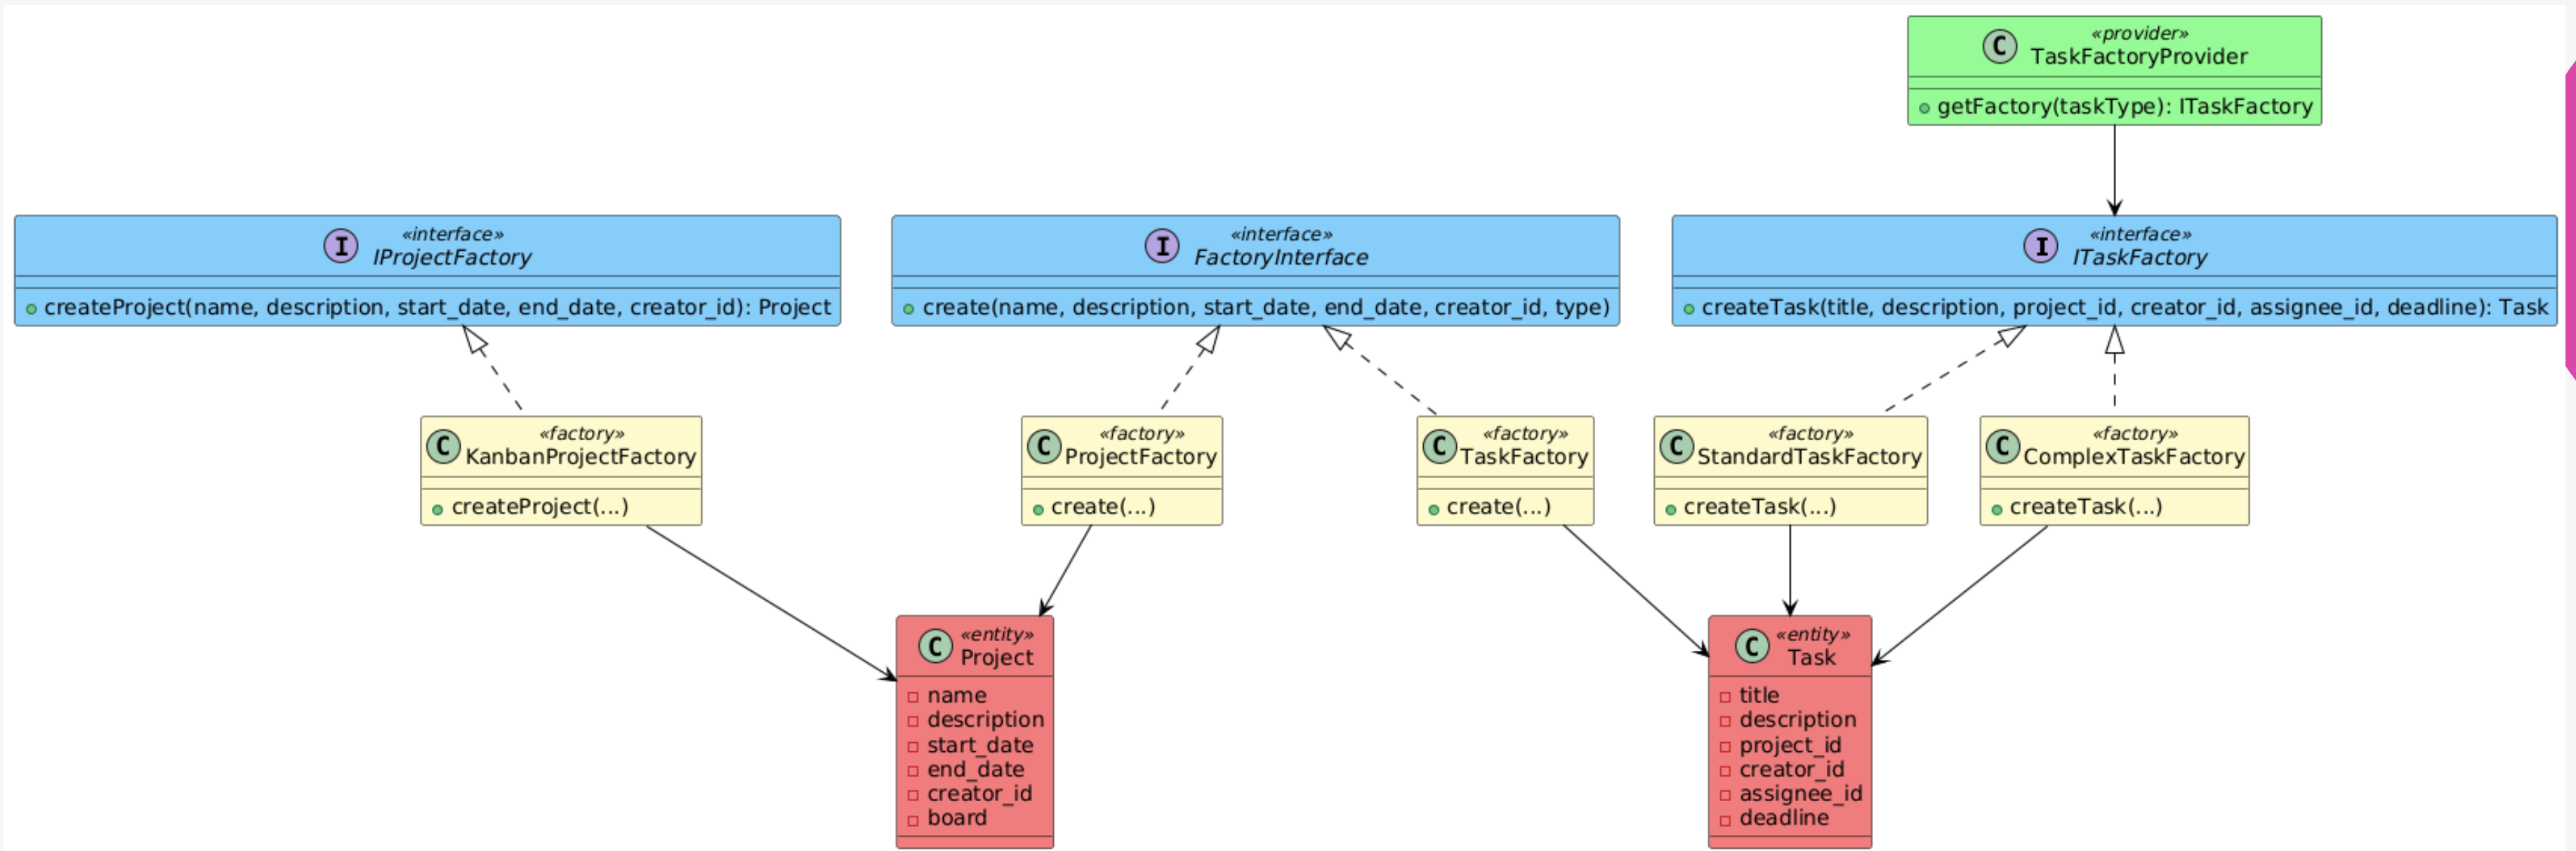 «provider»
C TaskFactoryProvider
getFactory(taskType): ITaskFactory
«interface»
I IProjectFactory
createProject(name, description, start_date, end_date, creator_id): Project
«interface»
I FactoryInterface
create(name, description, start_date, end_date, creator_id, type)
«interface»
I ITaskFactory
createTask(title, description, project_id, creator_id, assignee_id, deadline): Task
«factory»
C KanbanProjectFactory
createProject(...)
«factory»
C ProjectFactory
create(...)
«factory»
C TaskFactory
create(...)
«factory»
C StandardTaskFactory
createTask(...)
«factory»
C ComplexTaskFactory
createTask(...)
«entity»
C Project
name
description
start_date
end_date
creator_id
board
«entity»
C Task
title
description
project_id
creator_id
assignee_id
deadline